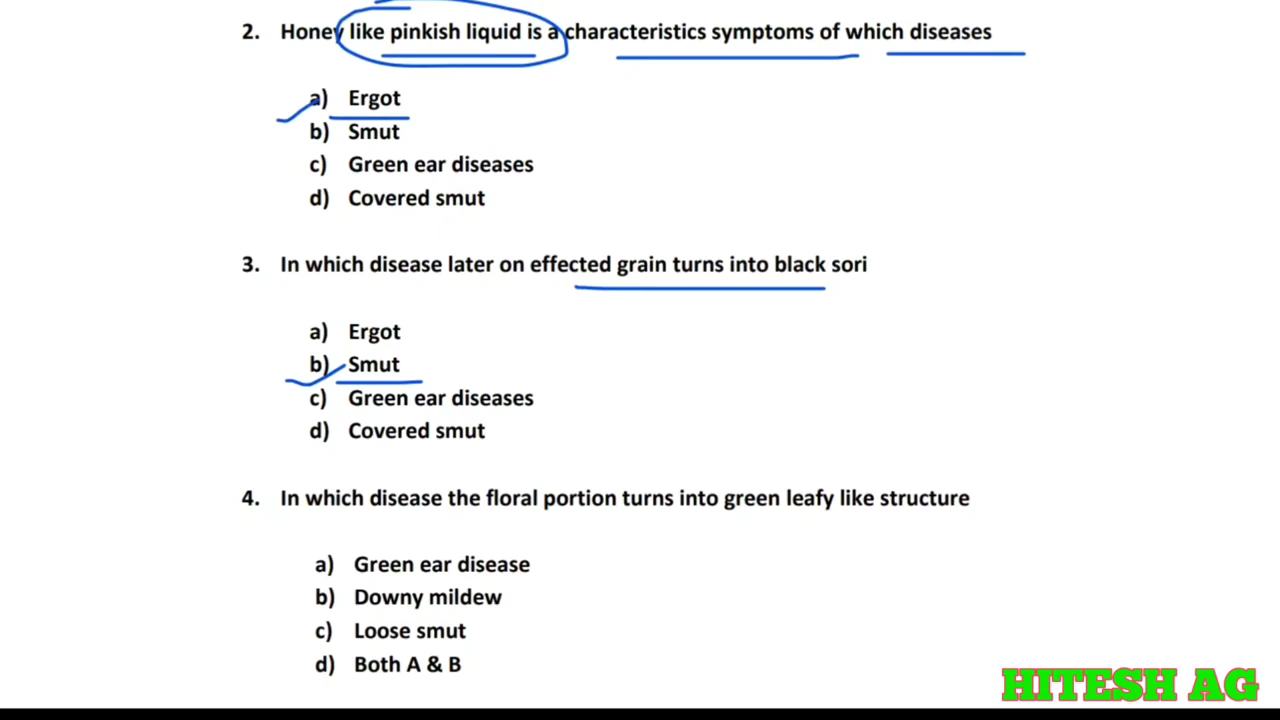 2. Honey like pinkish liquid is a characteristics symptoms of which diseases
a) Ergot
b) Smut
c) Green ear diseases
d) Covered smut
3. In which disease later on effected grain turns into black sori
a) Ergot
b) Smut
c) Green ear diseases
d) Covered smut
4. In which disease the floral portion turns into green leafy like structure
a) Green ear disease
b) Downy mildew
c) Loose smut
d) Both A & B
HITESH AG